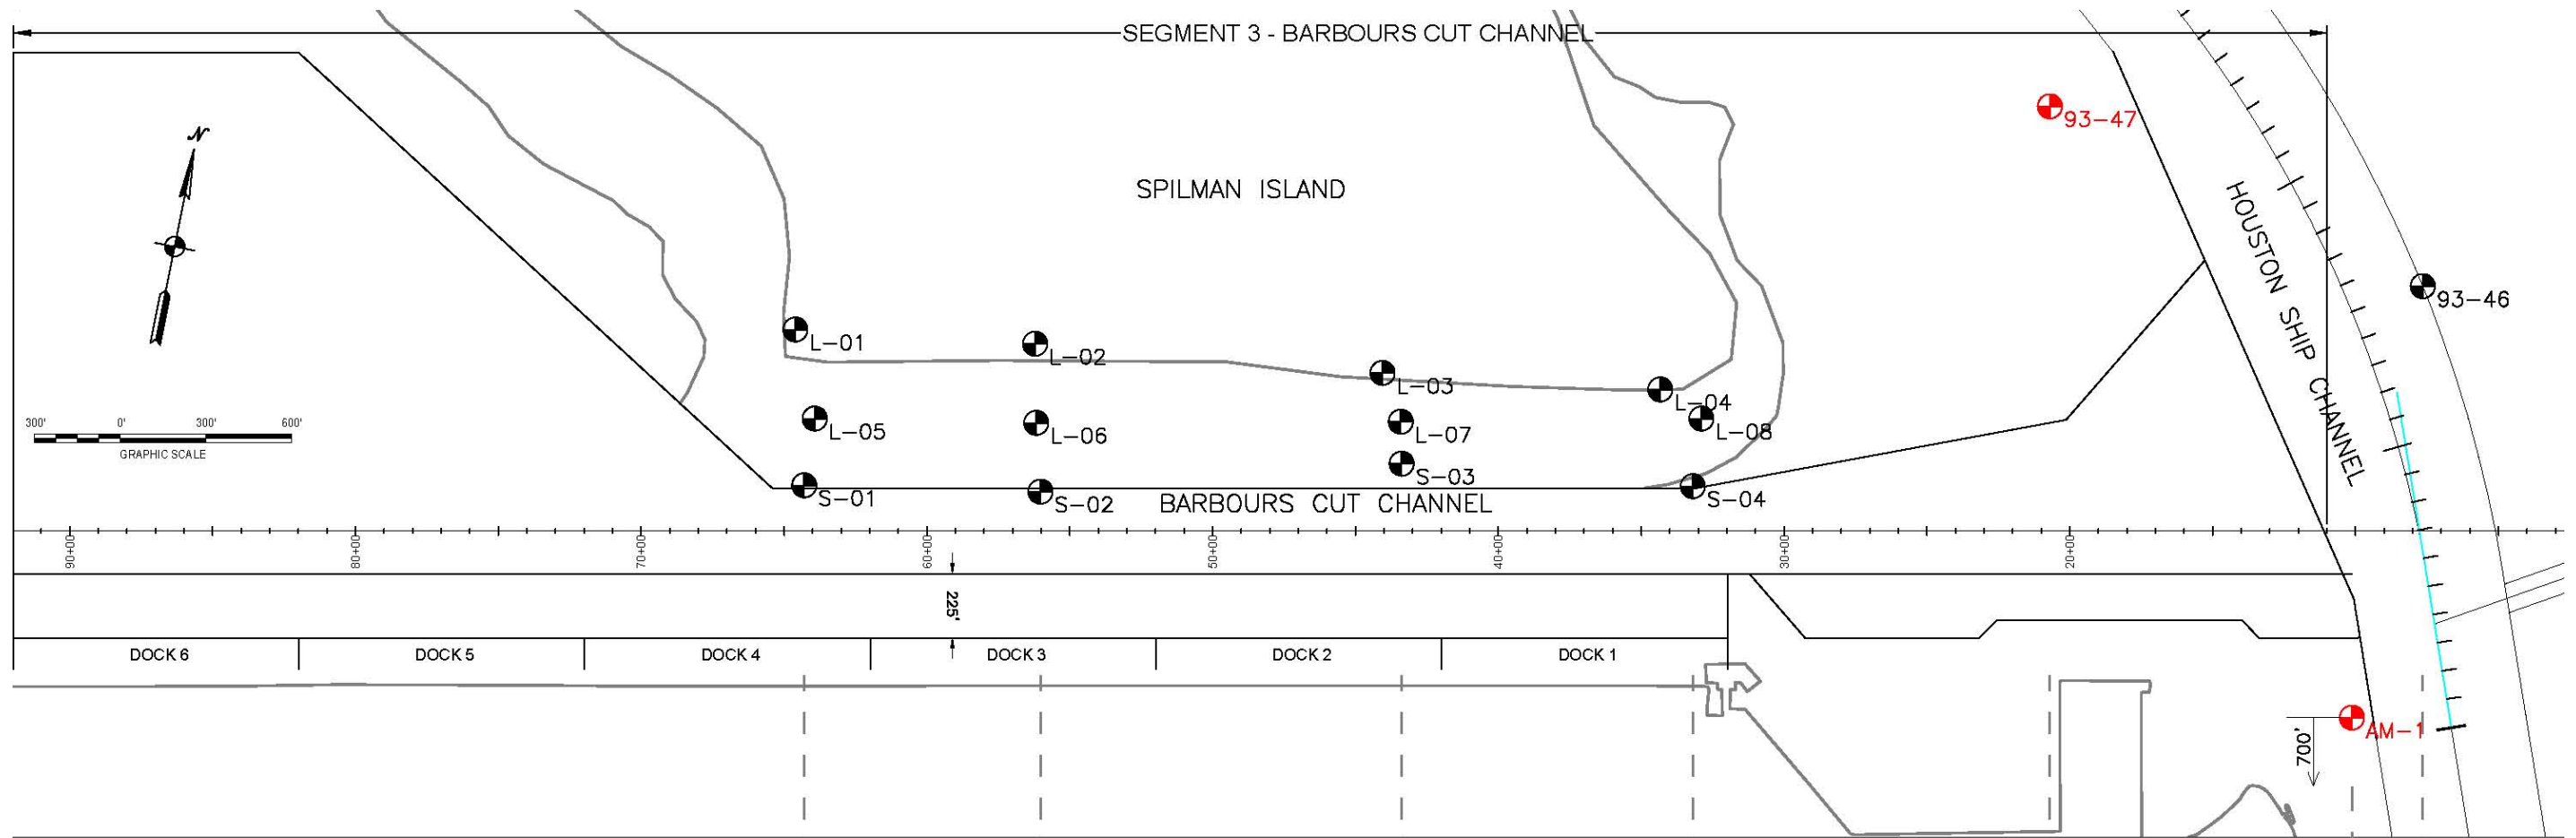 SEGMENT 3 - BARBOURS CUT CHANNEL
93-47
N
SPILMAN ISLAND
HOUSTON SHIP CHANNEL
93-46
L-01
L-02
L-03
L-04
300' 0' 300' 600'
GRAPHIC SCALE
L-05
L-06
L-07
L-08
S-03
S-01
S-02
BARBOURS CUT CHANNEL
S-04
90+00 80+00 70+00 60+00 50+00 40+00 30+00 20+00
225'
DOCK 6 DOCK 5 DOCK 4 DOCK 3 DOCK 2 DOCK 1
AM-1
700'